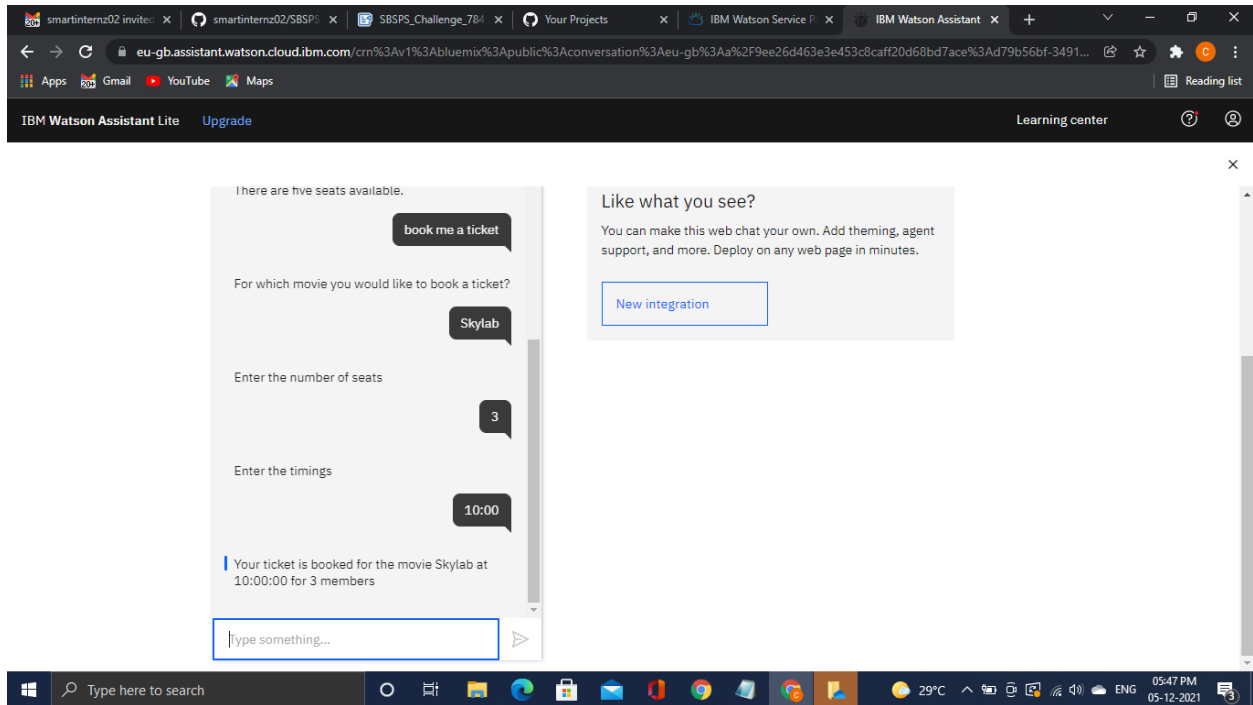 smartinternz02 invited
smartinternz02/SBSPS
SBSPS_Challenge_784
Your Projects
IBM Watson Service P
IBM Watson Assistant
eu-gb.assistant.watson.cloud.ibm.com/crn%3Av1%3Abluemix%3Apublic%3Aconversation%3Aeu-gb%3Aa%2F9ee26d463e3e453c8caff20d68bd7ace%3Ad79b56bf-3491...
C
Apps
20+
Gmail
YouTube
Maps
Reading list
IBM Watson Assistant Lite
Upgrade
Learning center
There are five seats available.
book me a ticket
For which movie you would like to book a ticket?
Skylab
Enter the number of seats
3
Enter the timings
10:00
Your ticket is booked for the movie Skylab at
10:00:00 for 3 members
Type something...
Like what you see?
You can make this web chat your own. Add theming, agent
support, and more. Deploy on any web page in minutes.
New integration
Type here to search
29°C
ENG
05:47 PM
05-12-2021
3